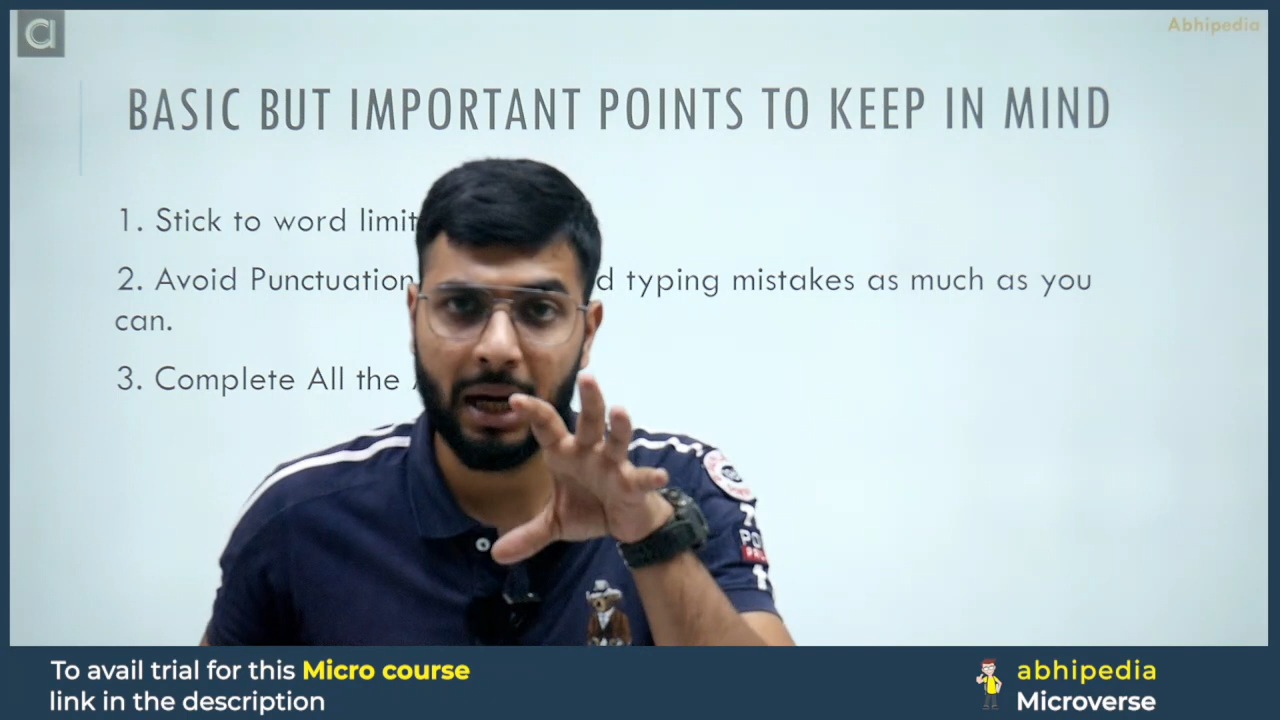 Abhipedia
BASIC BUT IMPORTANT POINTS TO KEEP IN MIND
1. Stick to word limit
2. Avoid Punctuation typing mistakes as much as you
can.
3. Complete All the
To avail trial for this Micro course
link in the description
abhipedia
Microverse